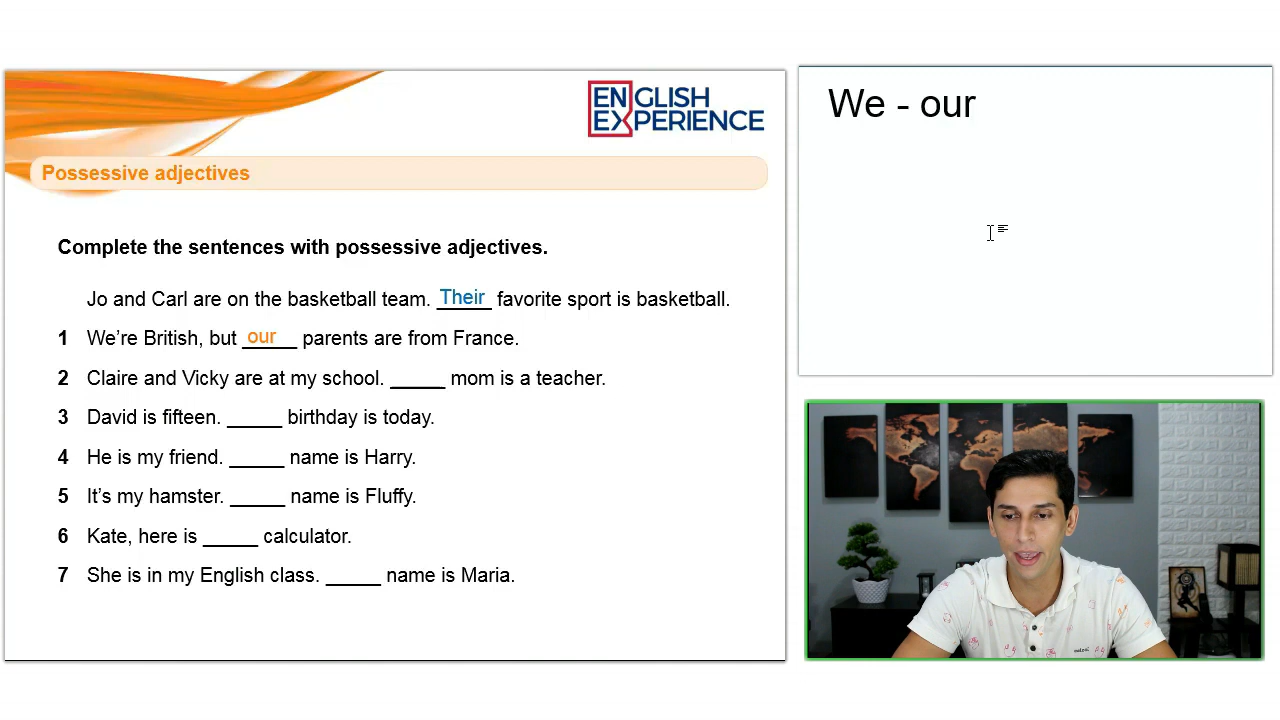 ENGLISH
EXPERIENCE
We - our
Possessive adjectives
Complete the sentences with possessive adjectives.
Jo and Carl are on the basketball team. Their favorite sport is basketball.
1 We’re British, but our parents are from France.
2 Claire and Vicky are at my school. _____ mom is a teacher.
3 David is fifteen. _____ birthday is today.
4 He is my friend. _____ name is Harry.
5 It’s my hamster. _____ name is Fluffy.
6 Kate, here is _____ calculator.
7 She is in my English class. _____ name is Maria.